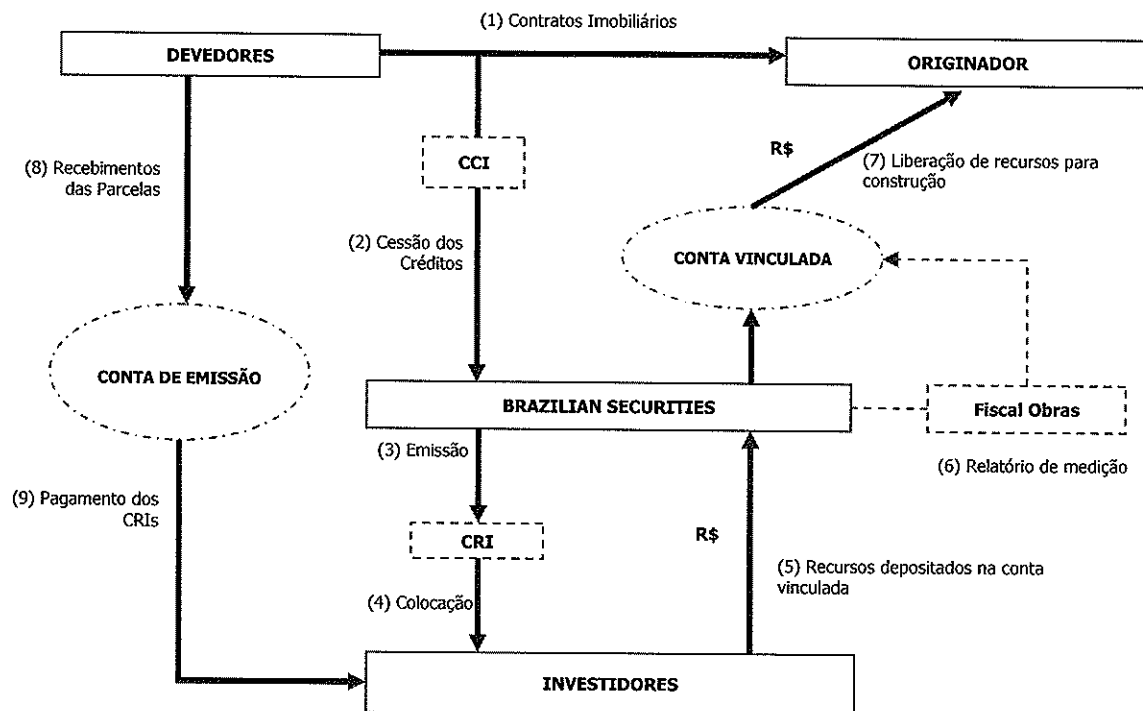 (1) Contratos Imobiliários
DEVEDORES
ORIGINADOR
CCI
R$
(8) Recebimentos
das Parcelas
(7) Liberação de recursos para
construção
(2) Cessão dos
Créditos
CONTA VINCULADA
CONTA DE EMISSÃO
BRAZILIAN SECURITIES
Fiscal Obras
(3) Emissão
(6) Relatório de medição
(9) Pagamento dos
CRIs
CRI
R$
(5) Recursos depositados na conta
vinculada
(4) Colocação
INVESTIDORES